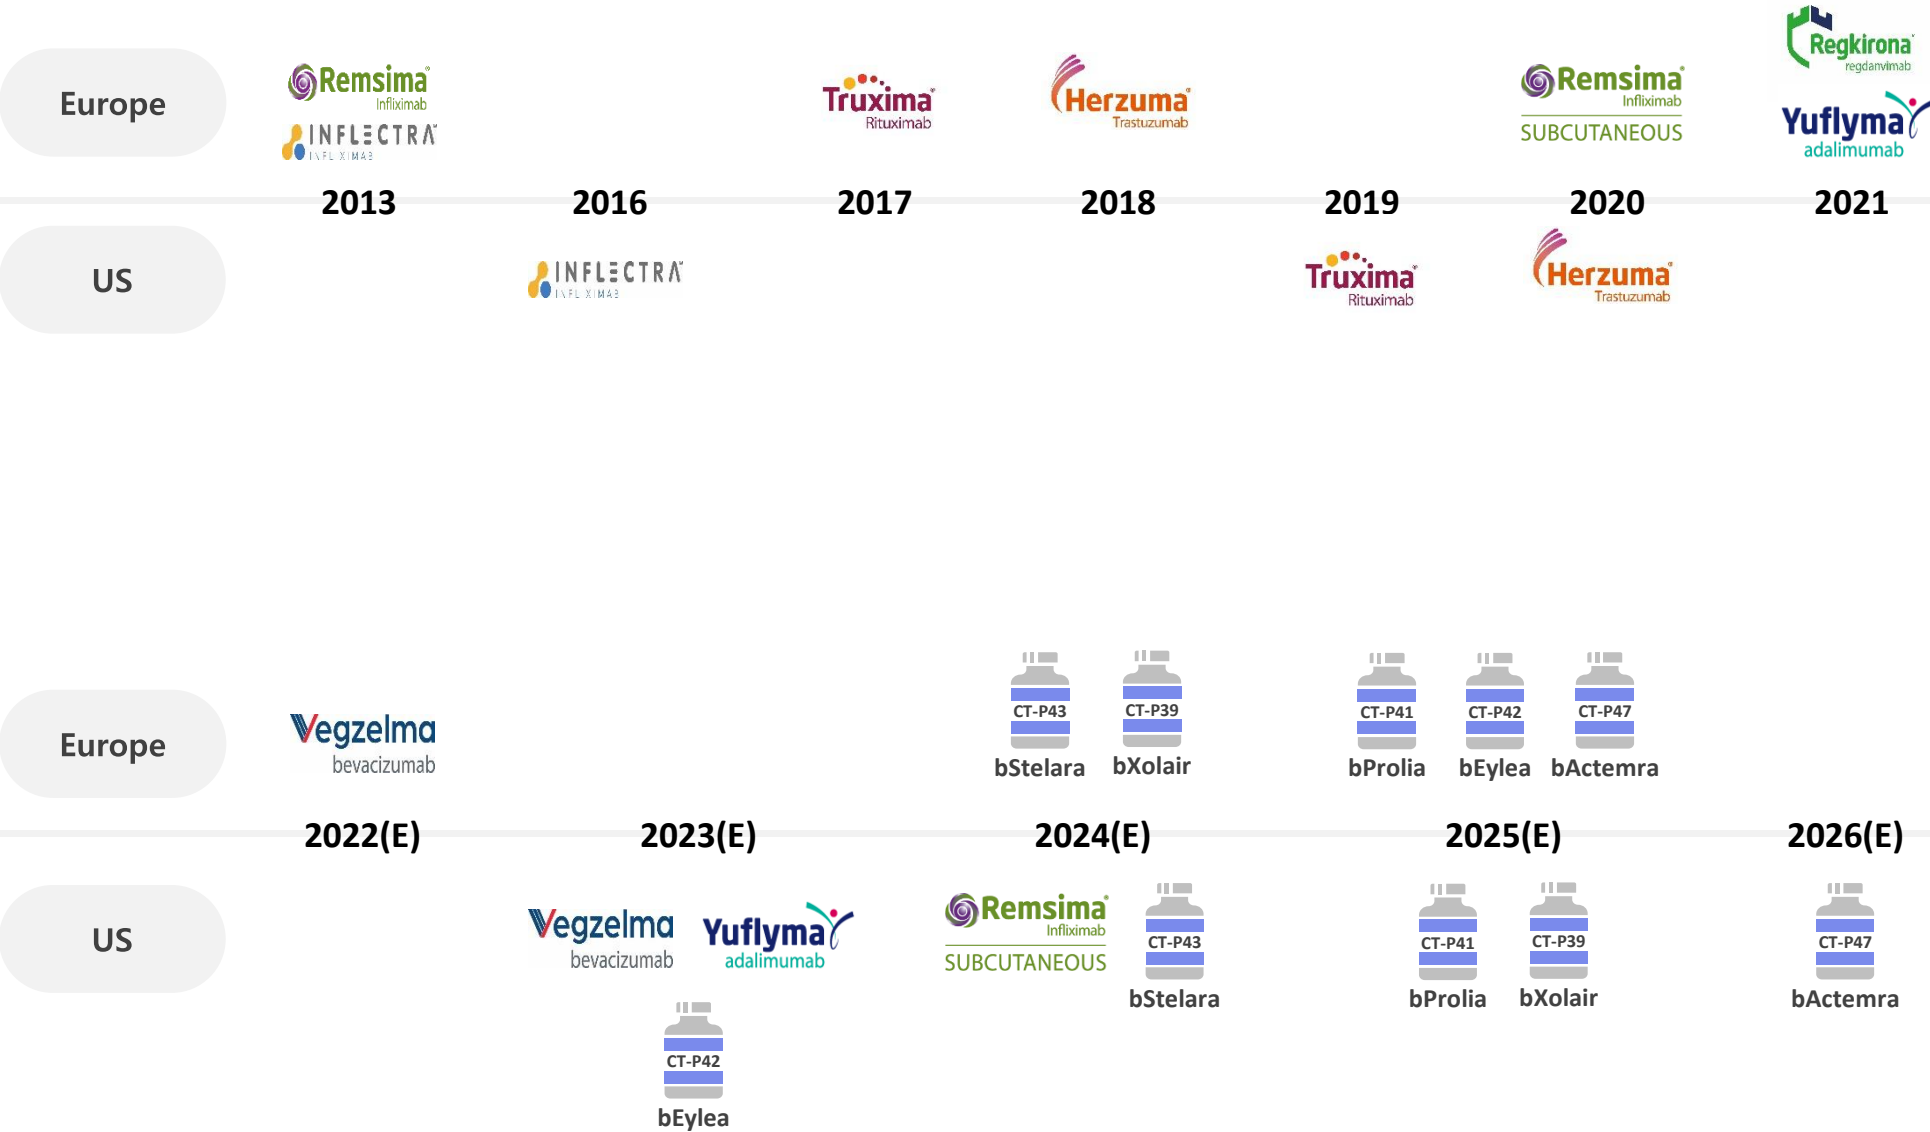 Europe
Remsima
Infliximab
INFLECTRA
INFLIXIMAB
Truxima
Rituximab
Herzuma
Trastuzumab
Remsima
Infliximab
SUBCUTANEOUS
Regkirona
regdanvimab
Yuflyma
adalimumab
2013
2016
2017
2018
2019
2020
2021
US
INFLECTRA
INFLIXIMAB
Truxima
Rituximab
Herzuma
Trastuzumab
Europe
Vegzelma
bevacizumab
CT-P43
bStelara
CT-P39
bXolair
CT-P41
bProlia
CT-P42
bEylea
CT-P47
bActemra
2022(E)
2023(E)
2024(E)
2025(E)
2026(E)
US
Vegzelma
bevacizumab
Yuflyma
adalimumab
CT-P42
bEylea
Remsima
Infliximab
SUBCUTANEOUS
CT-P43
bStelara
CT-P41
bProlia
CT-P39
bXolair
CT-P47
bActemra